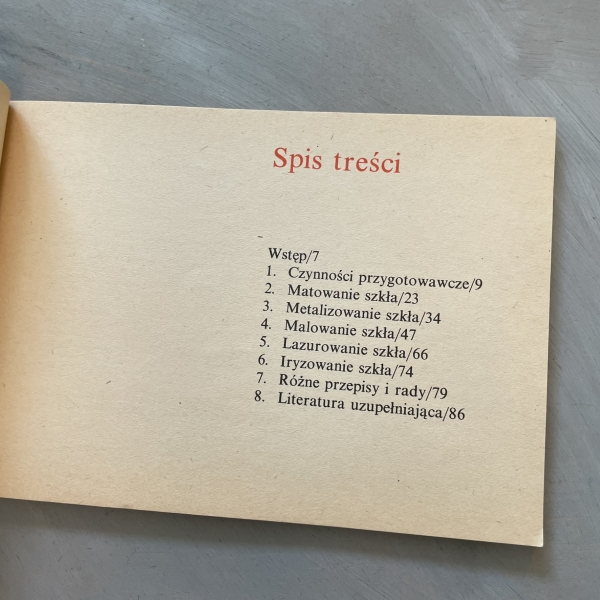 Spis treści
Wstęp/7
1. Czynności przygotowawcze/9
2. Matowanie szkła/23
3. Metalizowanie szkła/34
4. Malowanie szkła/47
5. Lazurowanie szkła/66
6. Iryzowanie szkła/74
7. Różne przepisy i rady/79
8. Literatura uzupełniająca/86